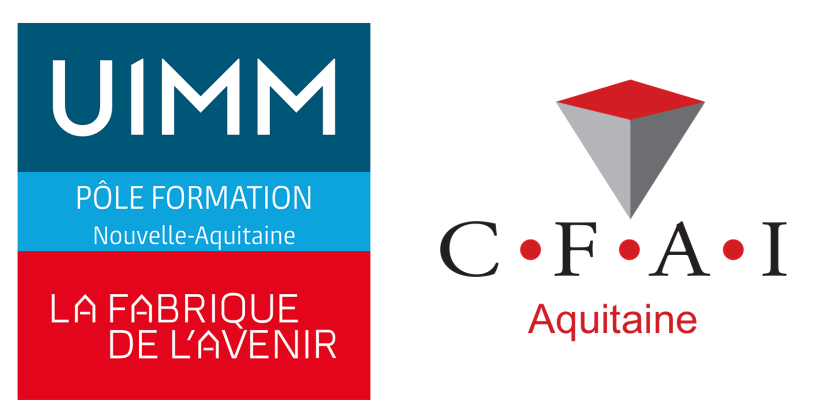 UIMM
PÔLE FORMATION
Nouvelle-Aquitaine
LA FABRIQUE
DE L'AVENIR
C•F•A•I
Aquitaine